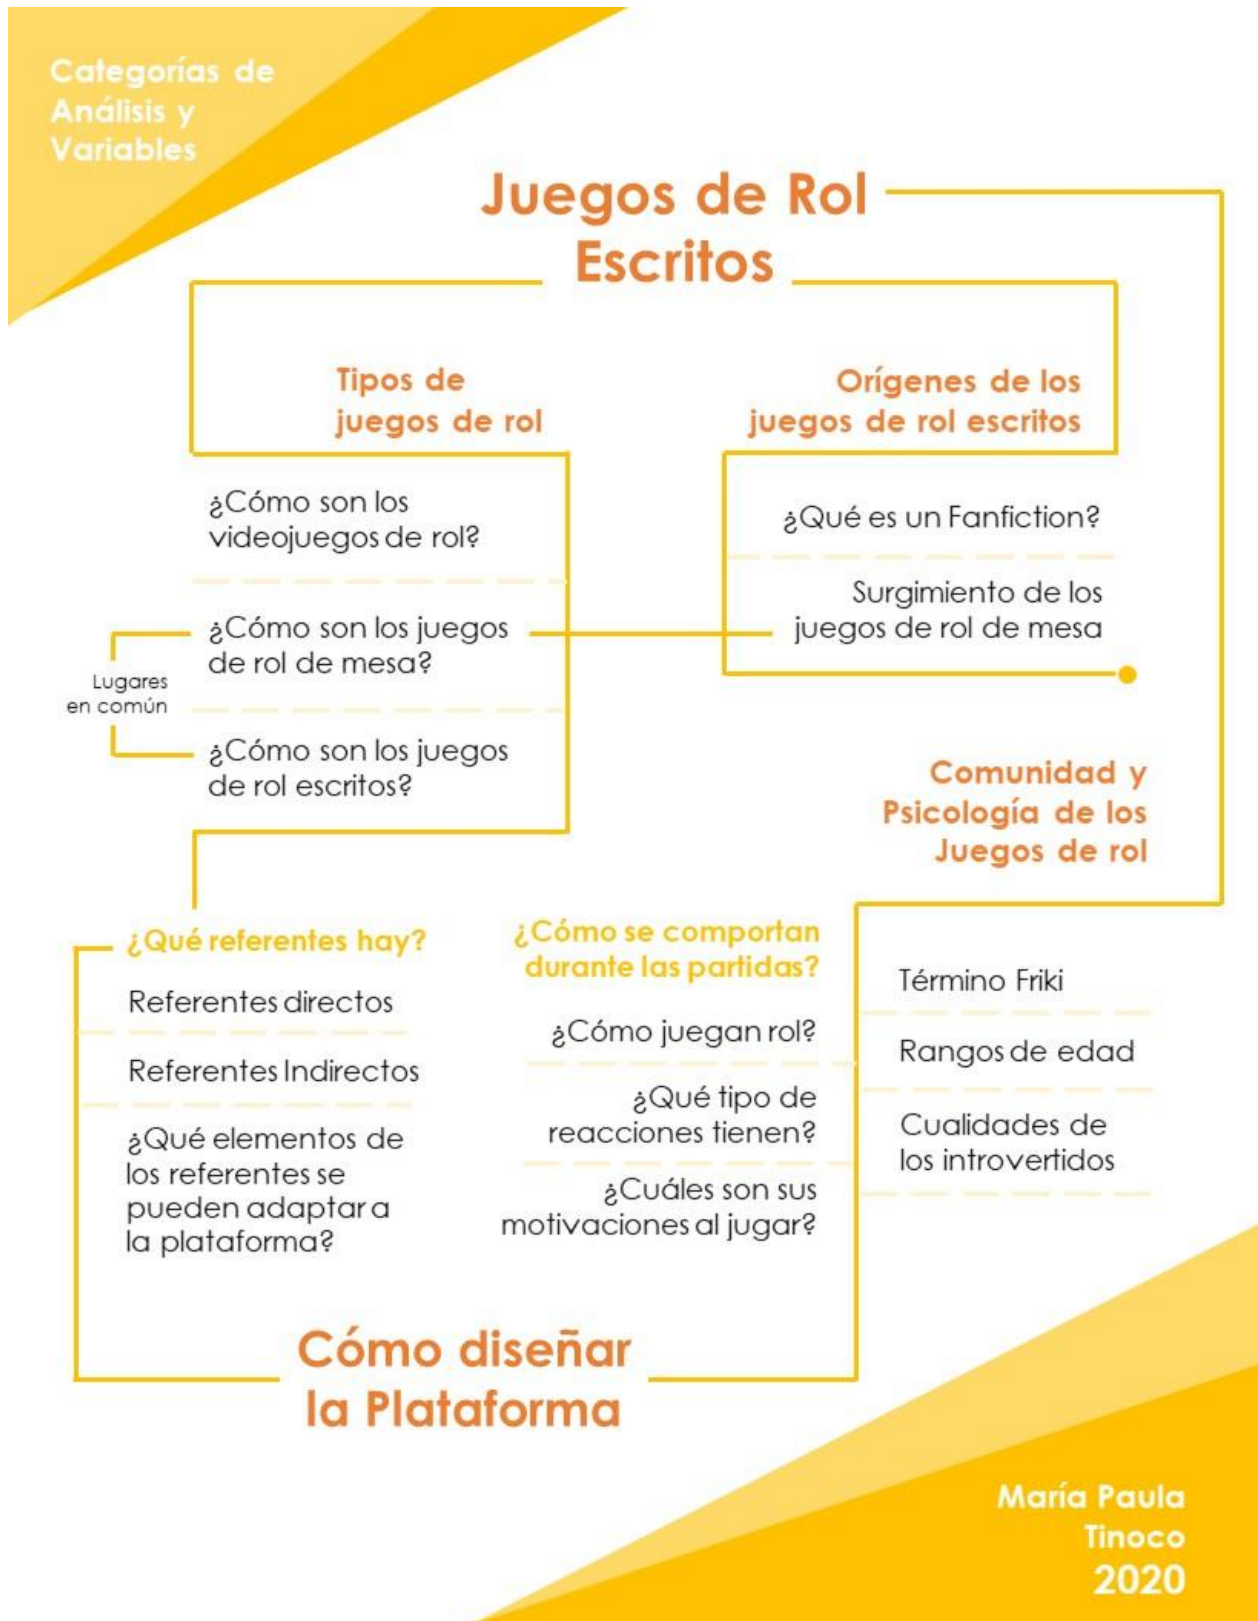 Categorías de
Análisis y
Variables
Juegos de Rol
Escritos
Tipos de
juegos de rol
¿Cómo son los
videojuegos de rol?
¿Cómo son los juegos
de rol de mesa?
Lugares
en común
¿Cómo son los juegos
de rol escritos?
Orígenes de los
juegos de rol escritos
¿Qué es un Fanfiction?
Surgimiento de los
juegos de rol de mesa
Comunidad y
Psicología de los
Juegos de rol
¿Qué referentes hay?
Referentes directos
Referentes Indirectos
¿Qué elementos de
los referentes se
pueden adaptar a
la plataforma?
¿Cómo se comportan
durante las partidas?
¿Cómo juegan rol?
¿Qué tipo de
reacciones tienen?
¿Cuáles son sus
motivaciones al jugar?
Término Friki
Rangos de edad
Cualidades de
los introvertidos
Cómo diseñar
la Plataforma
María Paula
Tinoco
2020